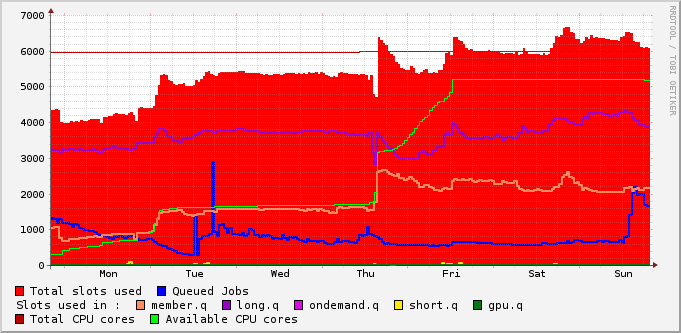 RRDTOOL / TOBI OETIKER
7000
6000
5000
4000
3000
2000
1000
0
Mon Tue Wed Thu Fri Sat Sun
Total slots used Queued Jobs
Slots used in : member.q long.q ondemand.q short.q gpu.q
Total CPU cores Available CPU cores